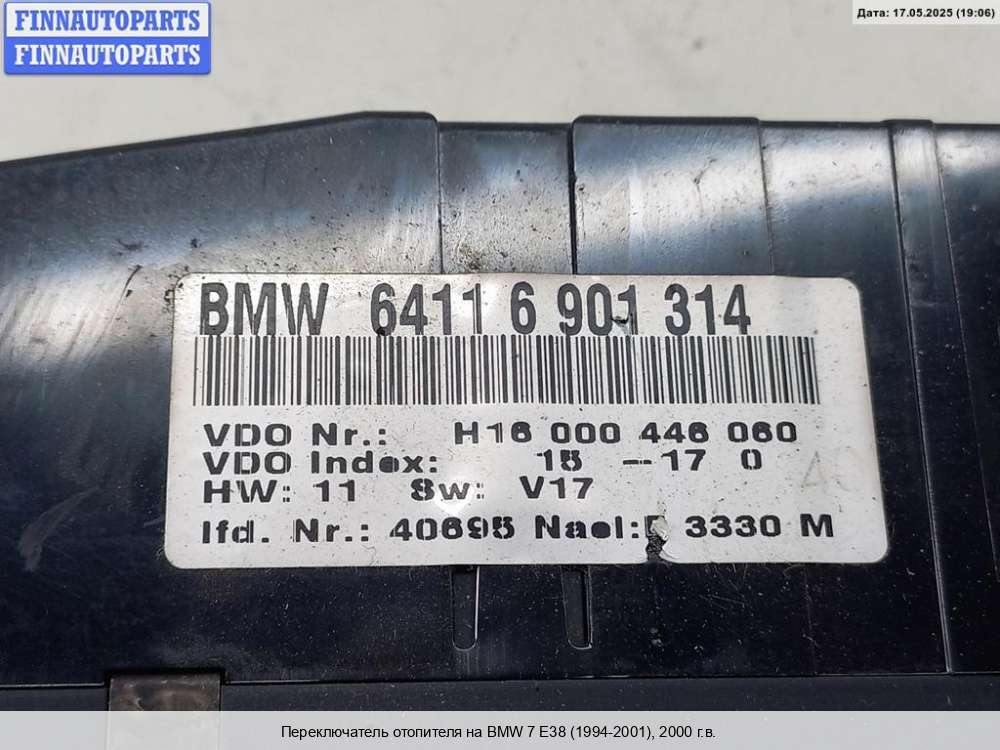 FINNAUTOPARTS
FINNAUTOPARTS
Дата: 17.05.2025 (19:06)
BMW 6411 6 901 314
VDO Nr.: H16 000 446 060
VDO Index: 15 -17 0
HW: 11 Sw: V17
lfd. Nr.: 40695 Nael: 3330 M
Переключатель отопителя на BMW 7 E38 (1994-2001), 2000 г.в.